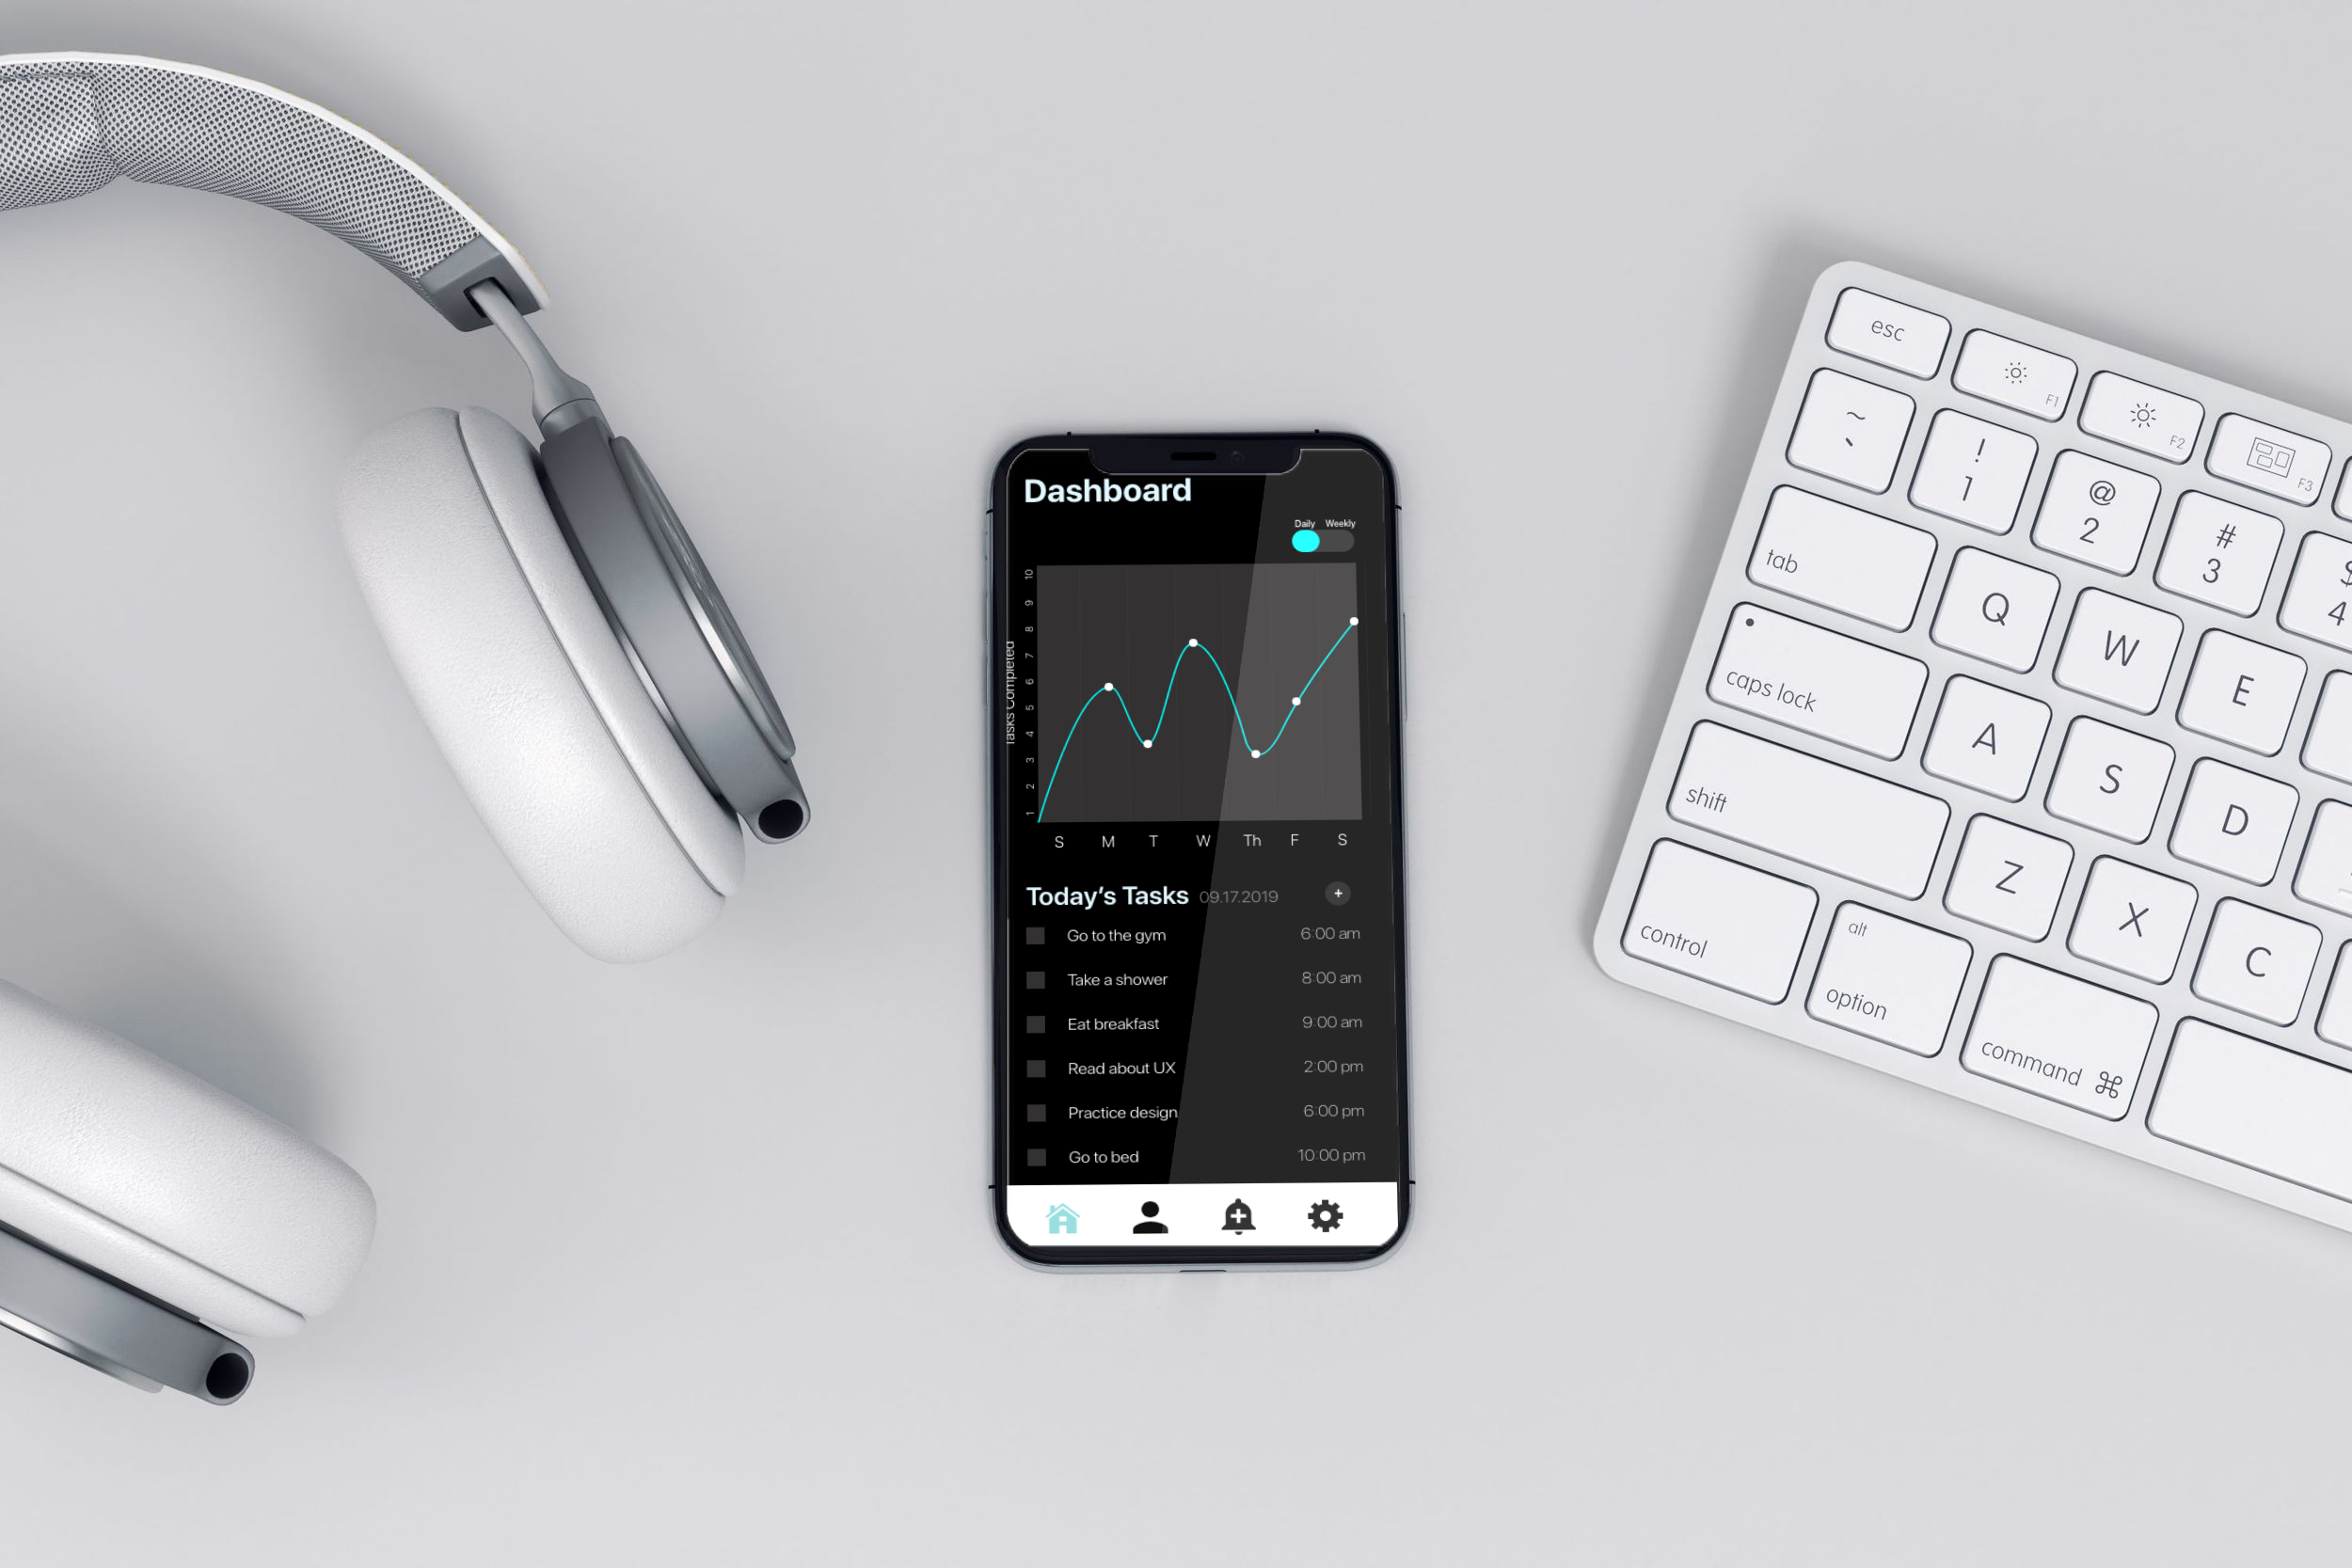 Dashboard
Daily Weekly
Tasks Completed
10
9
8
7
6
5
4
3
2
1
S M T W Th F S
Today's Tasks 09.17.2019 +
Go to the gym 6:00 am
Take a shower 8:00 am
Eat breakfast 9:00 am
Read about UX 2:00 pm
Practice design 6:00 pm
Go to bed 10:00 pm
esc F1 F2 F3
~ ! @ # $
` 1 2 3 4
tab Q W E
caps lock A S D
shift Z X C
control alt
option command ⌘